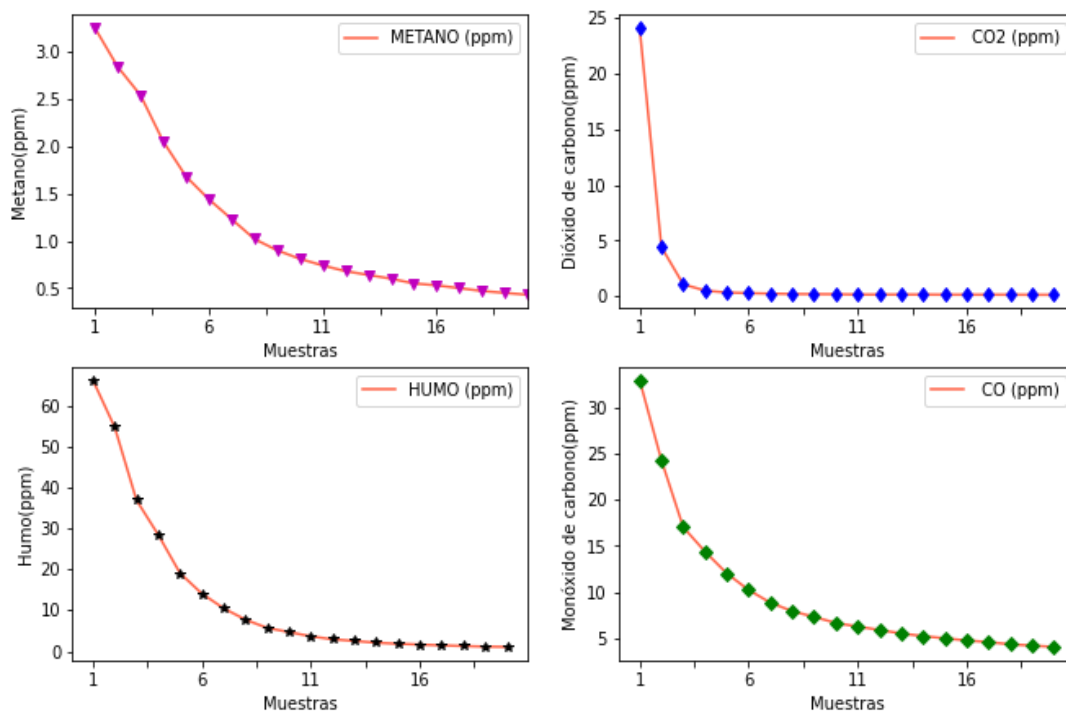 METANO (ppm)
Metano(ppm)
3.0
2.5
2.0
1.5
1.0
0.5
1 6 11 16
Muestras
CO2 (ppm)
Dióxido de carbono(ppm)
25
20
15
10
5
0
1 6 11 16
Muestras
HUMO (ppm)
Humo(ppm)
60
50
40
30
20
10
0
1 6 11 16
Muestras
CO (ppm)
Monóxido de carbono(ppm)
30
25
20
15
10
5
1 6 11 16
Muestras